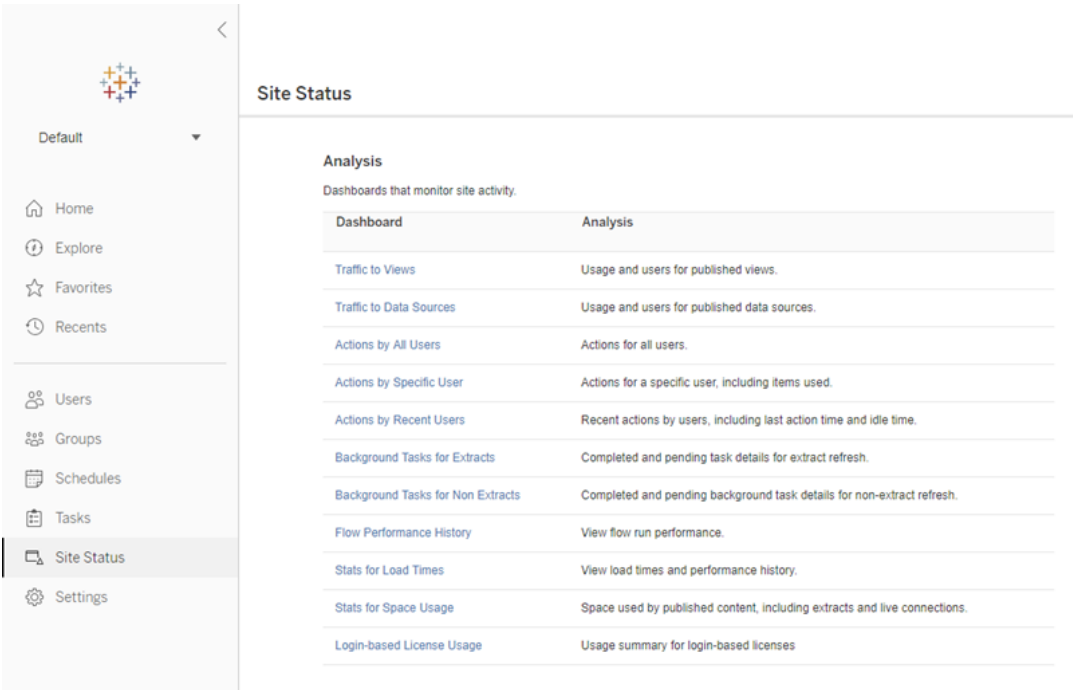 Site Status
Default
Home
Explore
Favorites
Recents
Users
Groups
Schedules
Tasks
Site Status
Settings
Analysis
Dashboards that monitor site activity.
Dashboard Analysis
Traffic to Views Usage and users for published views.
Traffic to Data Sources Usage and users for published data sources.
Actions by All Users Actions for all users.
Actions by Specific User Actions for a specific user, including items used.
Actions by Recent Users Recent actions by users, including last action time and idle time.
Background Tasks for Extracts Completed and pending task details for extract refresh.
Background Tasks for Non Extracts Completed and pending background task details for non-extract refresh.
Flow Performance History View flow run performance.
Stats for Load Times View load times and performance history.
Stats for Space Usage Space used by published content, including extracts and live connections.
Login-based License Usage Usage summary for login-based licenses